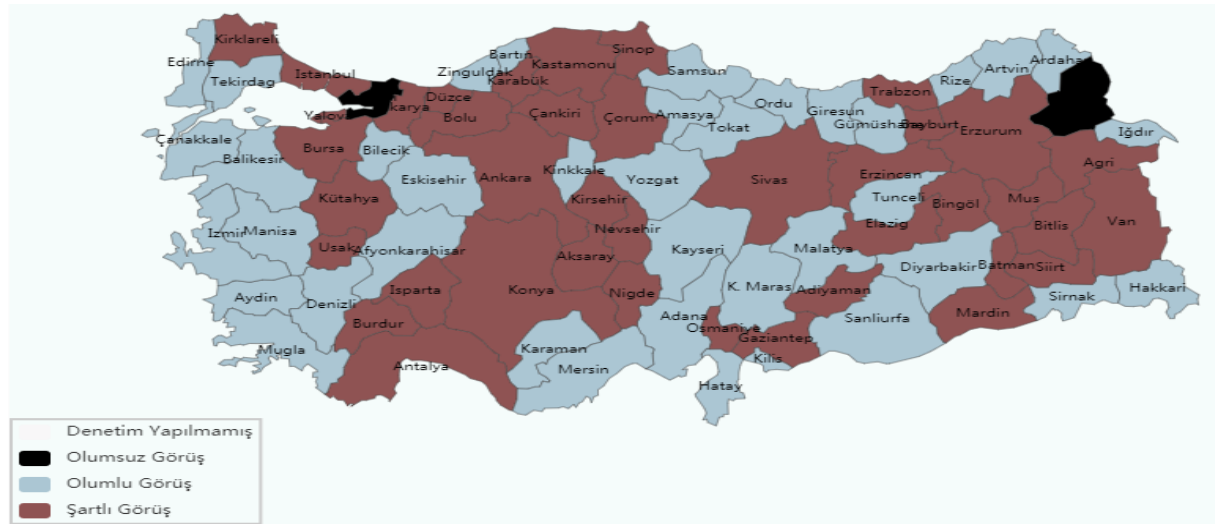 Kirklareli
Edirne
Tekirdag
Istanbul
Yalova
karya
Düzce
Bolu
Zinguldak
Bartın
Karabük
Kastamonu
Sinop
Çankiri
Çorum
Samsun
Amasya
Ordu
Tokat
Giresun
Gümüshane
Trabzon
Bayburt
Rize
Artvin
Ardahan
Erzurum
Iğdır
Agri
Çanakkale
Balikesir
Bursa
Bilecik
Eskisehir
Kütahya
Ankara
Kinkkale
Kirsehir
Yozgat
Sivas
Erzincan
Tunceli
Elazig
Bingöl
Mus
Bitlis
Van
Izmir
Manisa
Usak
Afyonkarahisar
Nevsehir
Aksaray
Kayseri
Malatya
Diyarbakir
Batman
Siirt
Sirnak
Hakkari
Aydin
Denizli
Isparta
Burdur
Konya
Nigde
Adana
K. Maras
Adiyaman
Sanliurfa
Mardin
Mugla
Antalya
Karaman
Mersin
Osmaniye
Gaziantep
Kilis
Hatay
Denetim Yapılmamış
Olumsuz Görüş
Olumlu Görüş
Şartlı Görüş